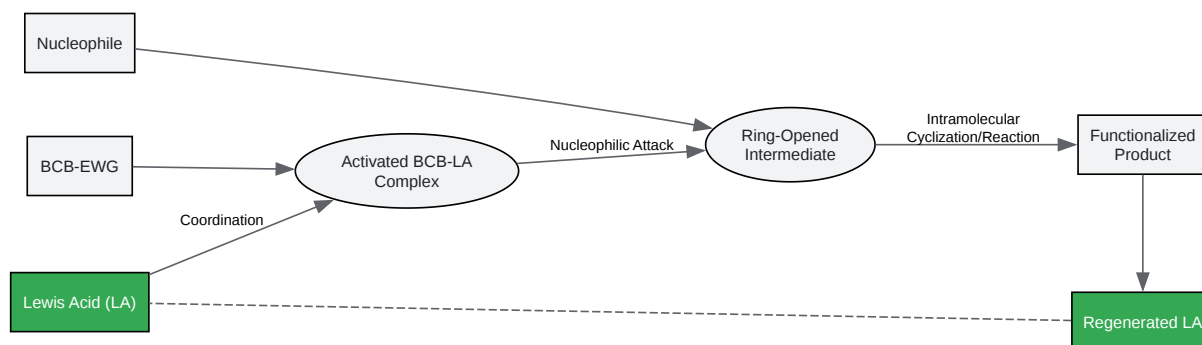 Nucleophile
BCB-EWG
Activated BCB-LA
Complex
Coordination
Lewis Acid (LA)
Nucleophilic Attack
Ring-Opened
Intermediate
Intramolecular
Cyclization/Reaction
Functionalized
Product
Regenerated LA